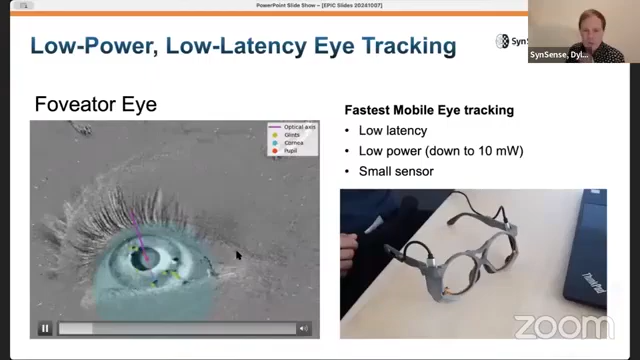 PowerPoint Slide Show - [EPIC Slides 20241007]
Low-Power, Low-Latency Eye Tracking
SynSense, Dyl...
Foveator Eye
Optical axis
Glints
Cornea
Pupil
Fastest Mobile Eye tracking
• Low latency
• Low power (down to 10 mW)
• Small sensor
ThinkPad
zoom